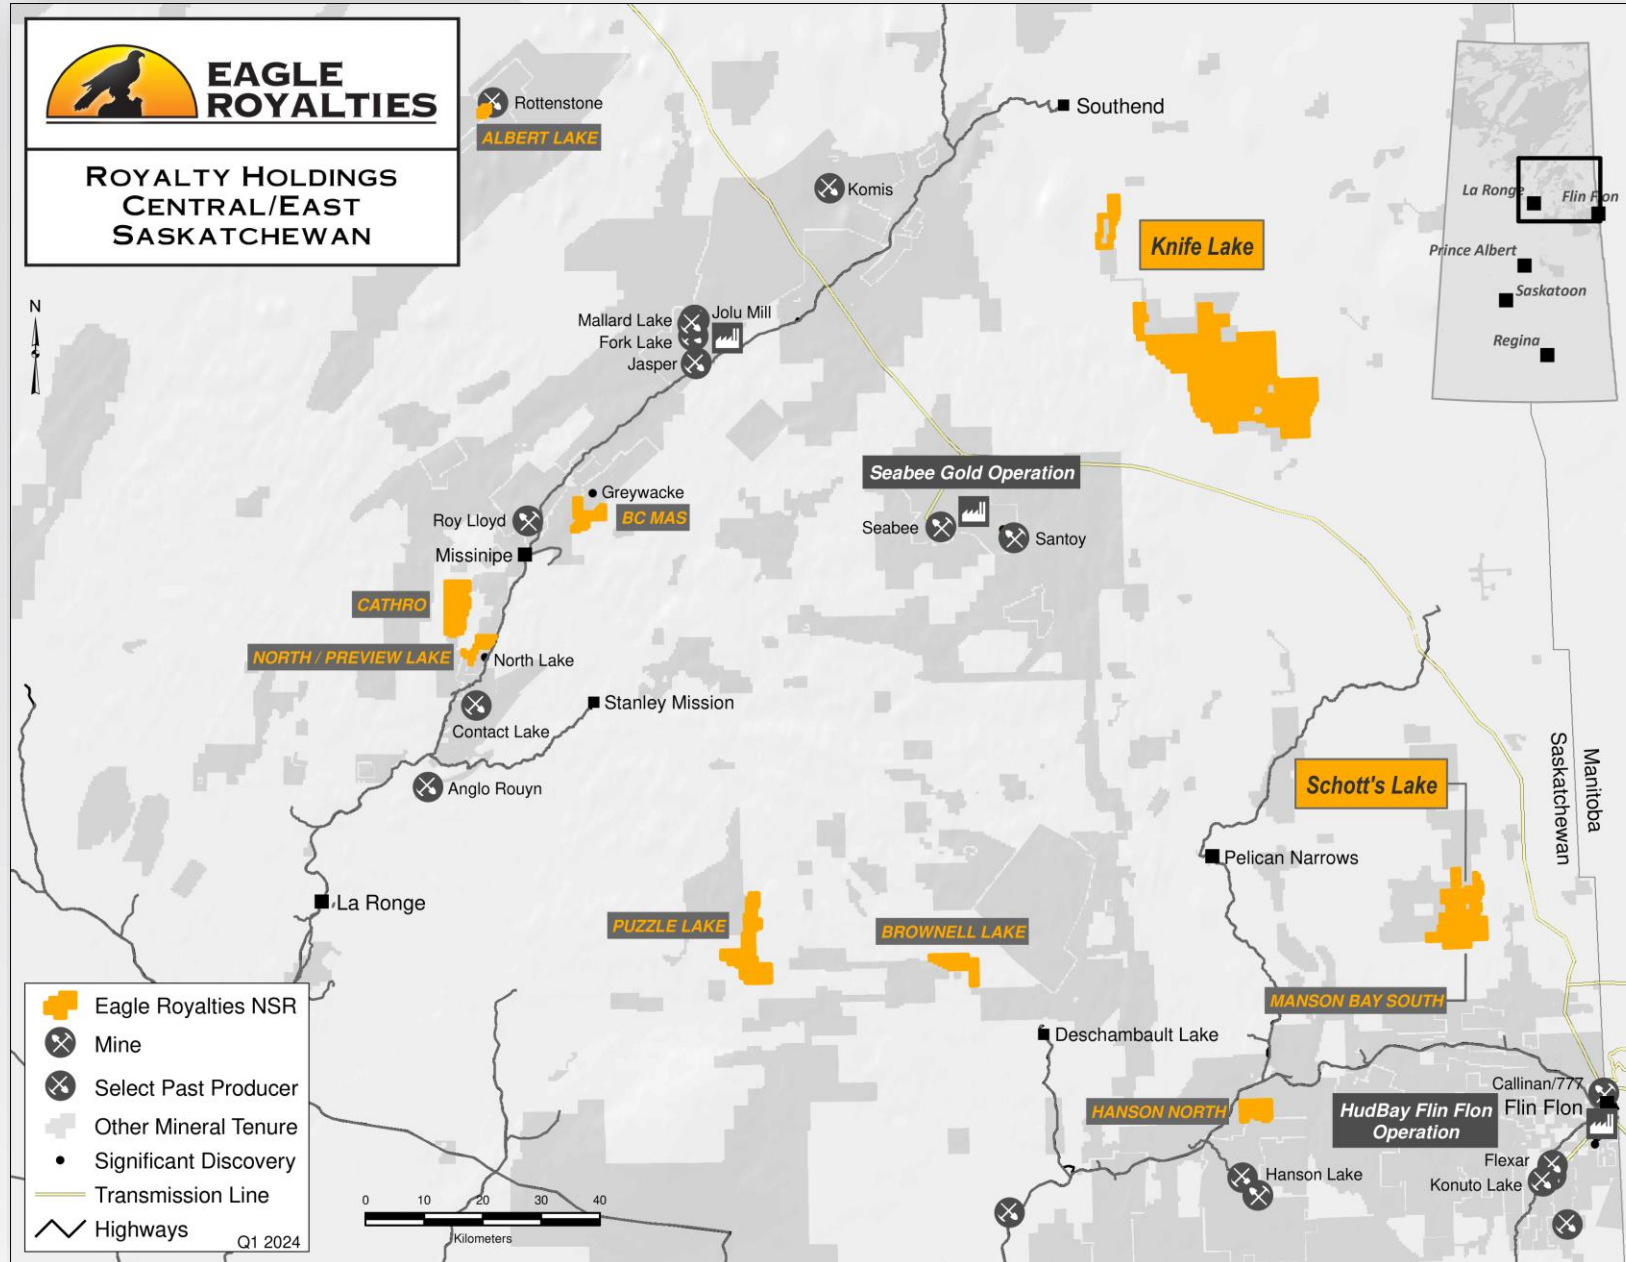 EAGLE
ROYALTIES
ROYALTY HOLDINGS
CENTRAL/EAST
SASKATCHEWAN
Rottenstone
ALBERT LAKE
Southend
Komis
Knife Lake
La Ronge
Flin Flon
Prince Albert
Saskatoon
Regina
N
Mallard Lake
Jolu Mill
Fork Lake
Jasper
Seabee Gold Operation
Greywacke
BC MAS
Roy Lloyd
Seabee
Santoy
Missinipe
CATHRO
NORTH / PREVIEW LAKE
North Lake
Stanley Mission
Contact Lake
Anglo Rouyn
Schott's Lake
Saskatchewan
Manitoba
Pelican Narrows
La Ronge
PUZZLE LAKE
BROWNELL LAKE
MANSON BAY SOUTH
Deschambault Lake
HANSON NORTH
HudBay Flin Flon
Operation
Callinan/777
Flin Flon
Hanson Lake
Flexar
Konuto Lake
Eagle Royalties NSR
Mine
Select Past Producer
Other Mineral Tenure
Significant Discovery
Transmission Line
Highways
Q1 2024
0 10 20 30 40
Kilometers